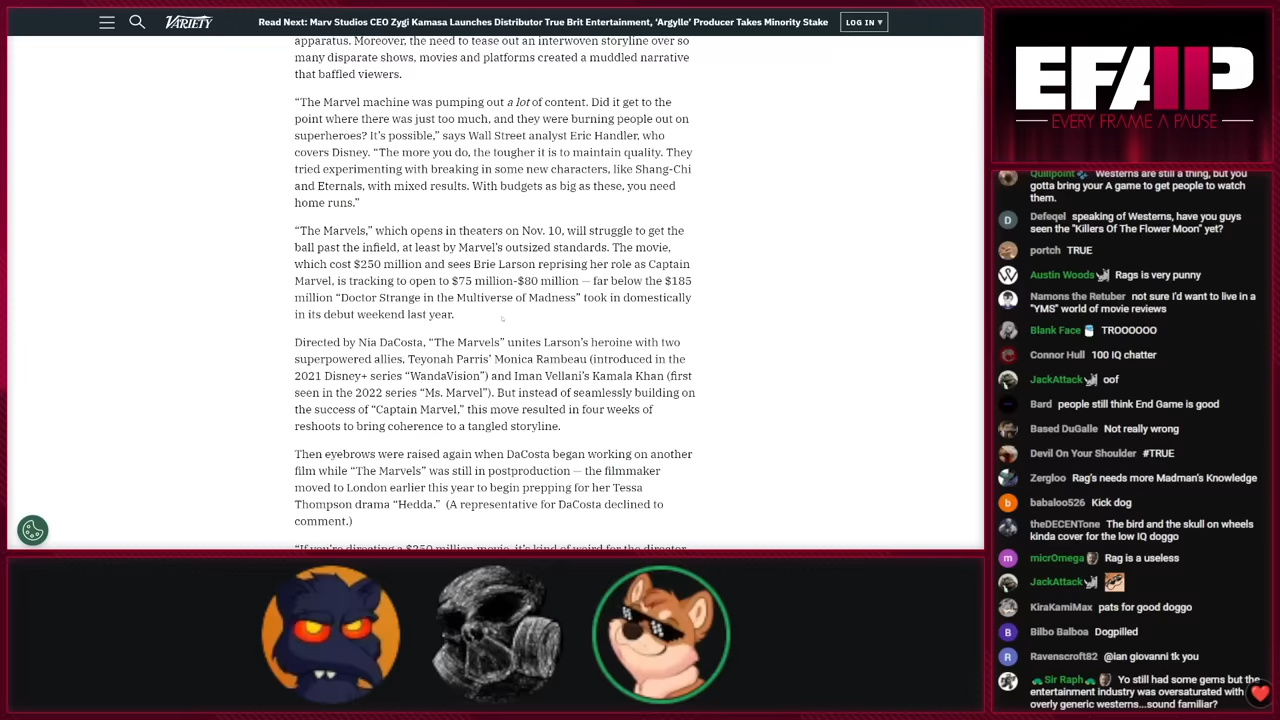 VARIETY
Read Next: Marv Studios CEO Zygi Kamasa Launches Distributor True Brit Entertainment, ‘Argylle’ Producer Takes Minority Stake
LOG IN ▾
apparatus. Moreover, the need to tease out an interwoven storyline over so
many disparate shows, movies and platforms created a muddled narrative
that baffled viewers.
“The Marvel machine was pumping out a lot of content. Did it get to the
point where there was just too much, and they were burning people out on
superheroes? It’s possible,” says Wall Street analyst Eric Handler, who
covers Disney. “The more you do, the tougher it is to maintain quality. They
tried experimenting with breaking in some new characters, like Shang-Chi
and Eternals, with mixed results. With budgets as big as these, you need
home runs.”
“The Marvels,” which opens in theaters on Nov. 10, will struggle to get the
ball past the infield, at least by Marvel’s outsized standards. The movie,
which cost $250 million and sees Brie Larson reprising her role as Captain
Marvel, is tracking to open to $75 million-$80 million — far below the $185
million “Doctor Strange in the Multiverse of Madness” took in domestically
in its debut weekend last year.
Directed by Nia DaCosta, “The Marvels” unites Larson’s heroine with two
superpowered allies, Teyonah Parris’ Monica Rambeau (introduced in the
2021 Disney+ series “WandaVision”) and Iman Vellani’s Kamala Khan (first
seen in the 2022 series “Ms. Marvel”). But instead of seamlessly building on
the success of “Captain Marvel,” this move resulted in four weeks of
reshoots to bring coherence to a tangled storyline.
Then eyebrows were raised again when DaCosta began working on another
film while “The Marvels” was still in postproduction — the filmmaker
moved to London earlier this year to begin prepping for her Tessa
Thompson drama “Hedda.” (A representative for DaCosta declined to
comment.)
“If you’re directing a $250 million movie, it’s kind of weird for the director
EFAP
EVERY FRAME A PAUSE
Quillpoint Westerns are still a thing, but you
gotta bring your A game to get people to watch
them.
D
Defeqel speaking of Westerns, have you guys
seen the "Killers Of The Flower Moon" yet?
portch TRUE
Austin Woods Rags is very punny
Namons the Retuber not sure I'd want to live in a
"YMS" world of movie reviews
Blank Face TROOOOOO
Connor Hull 100 IQ chatter
JackAttack oof
Bard people still think End Game is good
Based DuGalle Not really wrong
Devil On Your Shoulder #TRUE
Zergloo Rag's needs more Madman's Knowledge
b
babaloo526 Kick dog
theDECENTone The bird and the skull on wheels
kinda cover for the low IQ doggo
m
micrOmega Rag is a useless
JackAttack
KiraKamiMax pats for good doggo
B
Bilbo Balboa Dogpilled
R
Ravenscroft82 @ian giovanni tk you
Sir Raph Yo still had some gems but the
entertainment industry was oversaturated with
overly generic westerns...sound familiar?